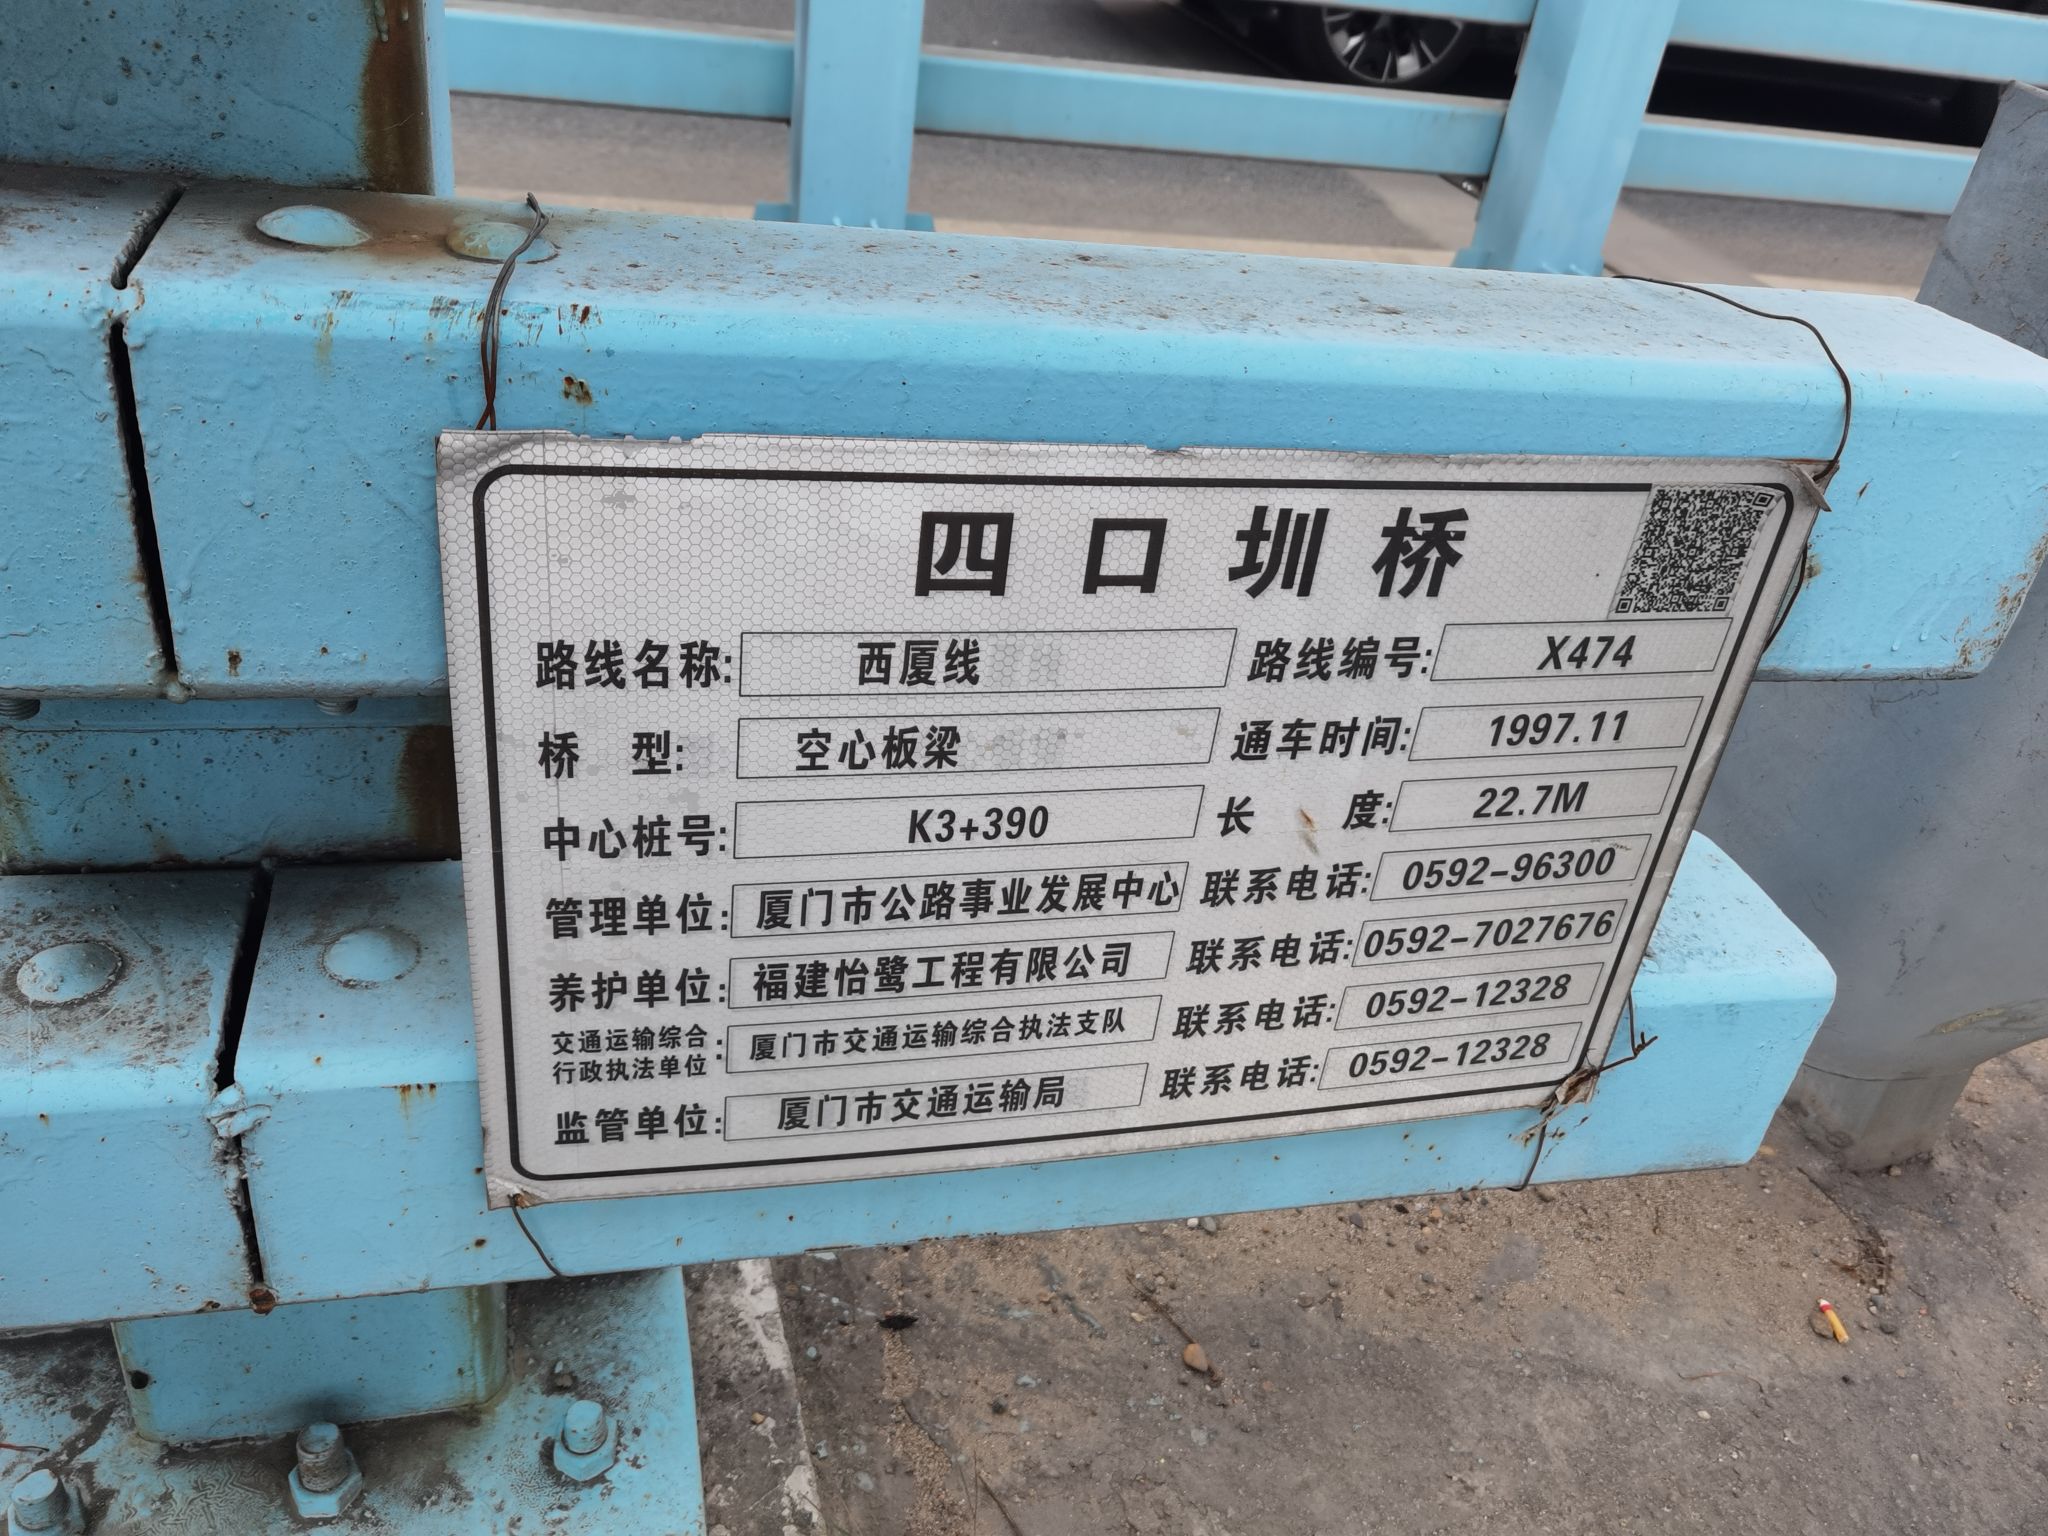 四口圳桥
路线名称: 西厦线 路线编号: X474
桥 型: 空心板梁 通车时间: 1997.11
中心桩号: K3+390 长 度: 22.7M
管理单位: 厦门市公路事业发展中心 联系电话: 0592-96300
养护单位: 福建怡鹭工程有限公司 联系电话: 0592-7027676
交通运输综合行政执法单位: 厦门市交通运输综合执法支队 联系电话: 0592-12328
监管单位: 厦门市交通运输局 联系电话: 0592-12328